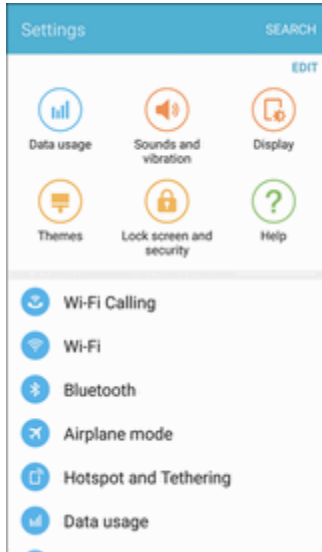 Settings SEARCH
EDIT
Data usage Sounds and vibration Display
Themes Lock screen and security Help
Wi-Fi Calling
Wi-Fi
Bluetooth
Airplane mode
Hotspot and Tethering
Data usage